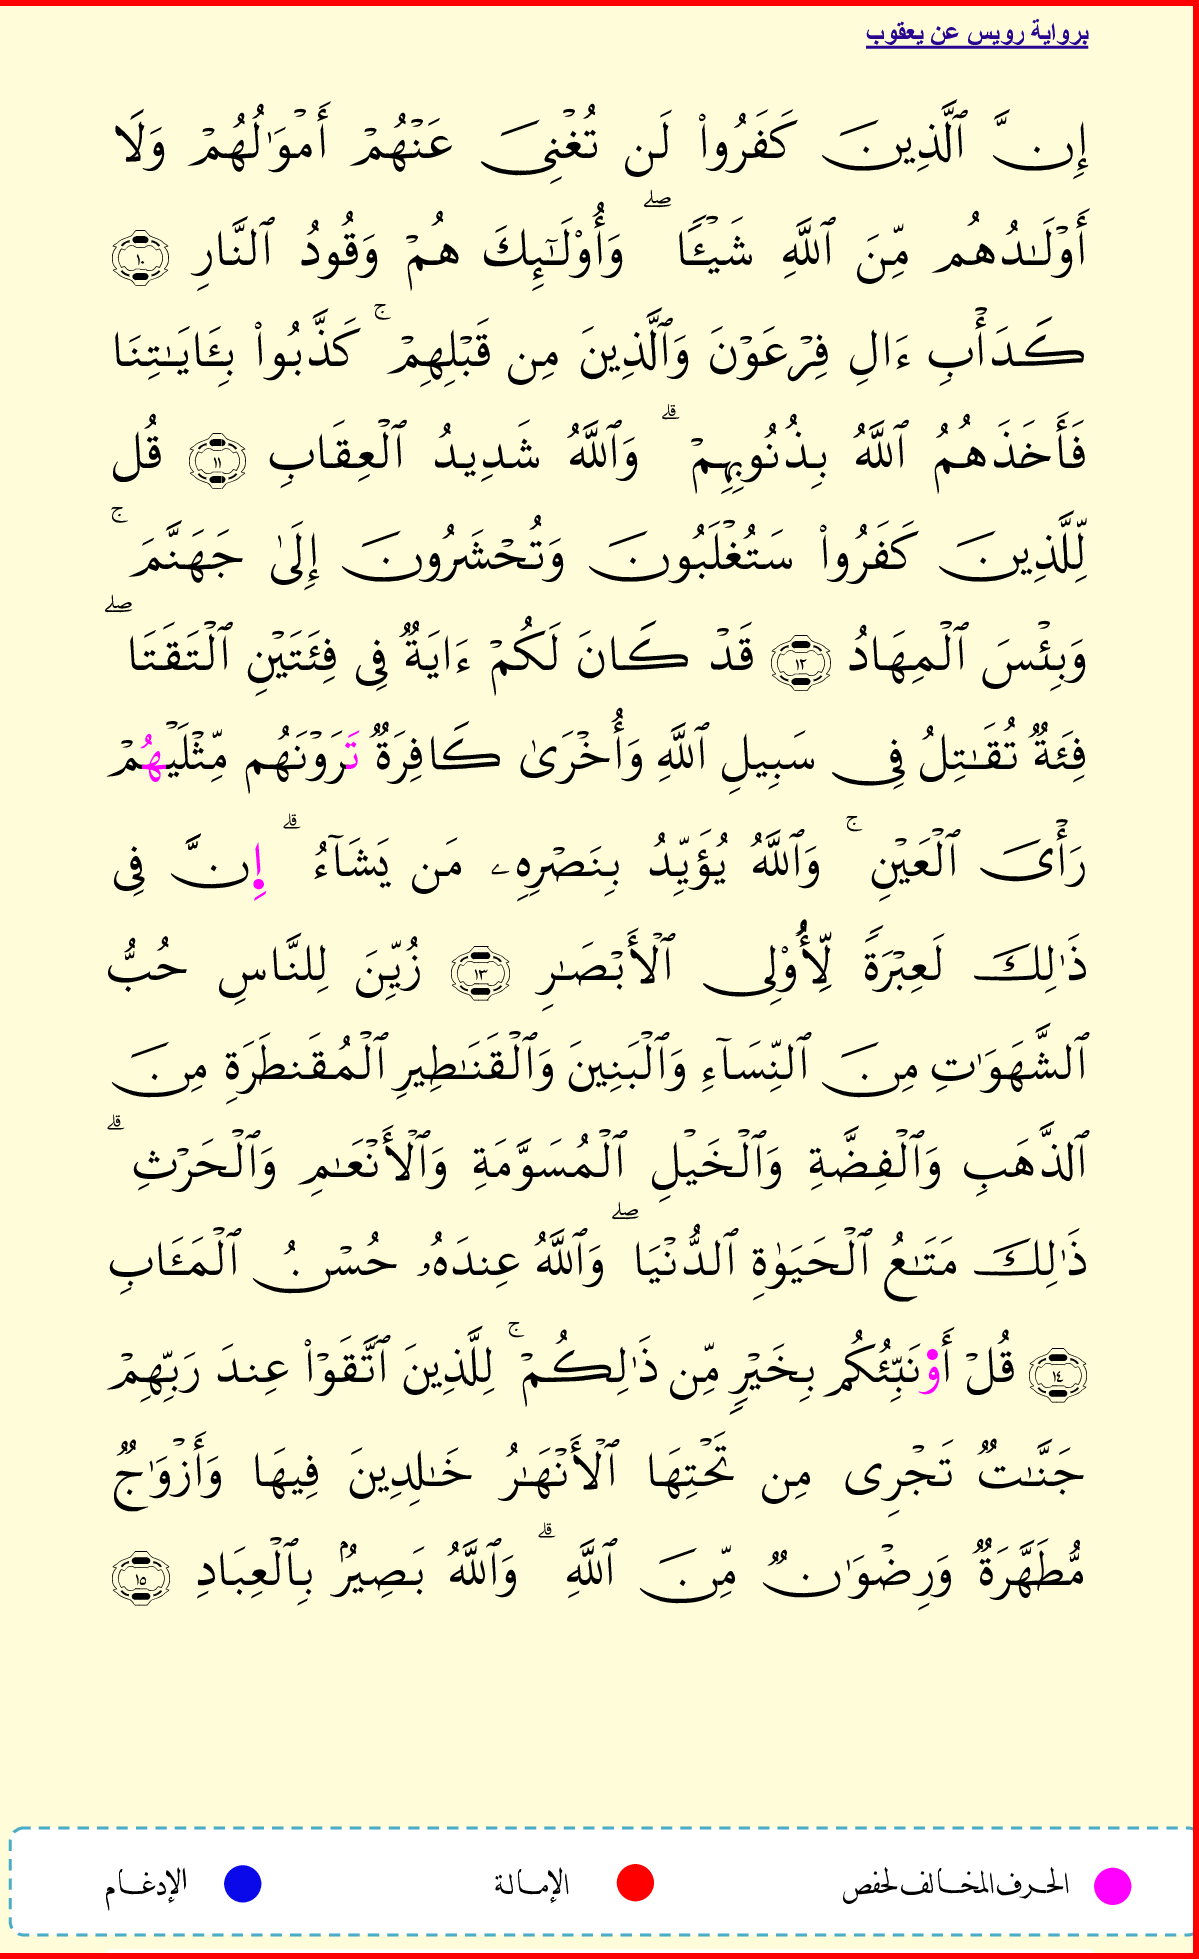 برواية رويس عن يعقوب
إِنَّ ٱلَّذِينَ كَفَرُواْ لَن تُغْنِىَ عَنْهُمْ أَمْوَٰلُهُمْ وَلَا
أَوْلَـٰدُهُم مِّنَ ٱللَّهِ شَيْـًٔا ۖ وَأُوْلَـٰٓئِكَ هُمْ وَقُودُ ٱلنَّارِ ١٠
كَدَأْبِ ءَالِ فِرْعَوْنَ وَٱلَّذِينَ مِن قَبْلِهِمْ ۚ كَذَّبُواْ بِـَٔايَـٰتِنَا
فَأَخَذَهُمُ ٱللَّهُ بِذُنُوبِهِمْ ۗ وَٱللَّهُ شَدِيدُ ٱلْعِقَابِ ١١ قُل
لِّلَّذِينَ كَفَرُواْ سَتُغْلَبُونَ وَتُحْشَرُونَ إِلَىٰ جَهَنَّمَ ۚ
وَبِئْسَ ٱلْمِهَادُ ١٢ قَدْ كَانَ لَكُمْ ءَايَةٌ فِى فِئَتَيْنِ ٱلْتَقَتَا ۖ
فِئَةٌ تُقَـٰتِلُ فِى سَبِيلِ ٱللَّهِ وَأُخْرَىٰ كَافِرَةٌ تَرَوْنَهُم مِّثْلَيْهُمْ
رَأْىَ ٱلْعَيْنِ ۚ وَٱللَّهُ يُؤَيِّدُ بِنَصْرِهِۦ مَن يَشَآءُ ۗ إِنَّ فِى
ذَٰلِكَ لَعِبْرَةً لِّأُوْلِى ٱلْأَبْصَـٰرِ ١٣ زُيِّنَ لِلنَّاسِ حُبُّ
ٱلشَّهَوَٰتِ مِنَ ٱلنِّسَآءِ وَٱلْبَنِينَ وَٱلْقَنَـٰطِيرِ ٱلْمُقَنطَرَةِ مِنَ
ٱلذَّهَبِ وَٱلْفِضَّةِ وَٱلْخَيْلِ ٱلْمُسَوَّمَةِ وَٱلْأَنْعَـٰمِ وَٱلْحَرْثِ ۗ
ذَٰلِكَ مَتَـٰعُ ٱلْحَيَوٰةِ ٱلدُّنْيَا ۖ وَٱللَّهُ عِندَهُۥ حُسْنُ ٱلْمَـَٔابِ
١٤ قُلْ أَوُ۬نَبِّئُكُم بِخَيْرٍ مِّن ذَٰلِكُمْ ۚ لِلَّذِينَ ٱتَّقَوْاْ عِندَ رَبِّهِمْ
جَنَّـٰتٌ تَجْرِى مِن تَحْتِهَا ٱلْأَنْهَـٰرُ خَـٰلِدِينَ فِيهَا وَأَزْوَٰجٌ
مُّطَهَّرَةٌ وَرِضْوَٰنٌ مِّنَ ٱللَّهِ ۗ وَٱللَّهُ بَصِيرٌۢ بِٱلْعِبَادِ ١٥
الحرف المخالف لحفص الإمالة الإدغام